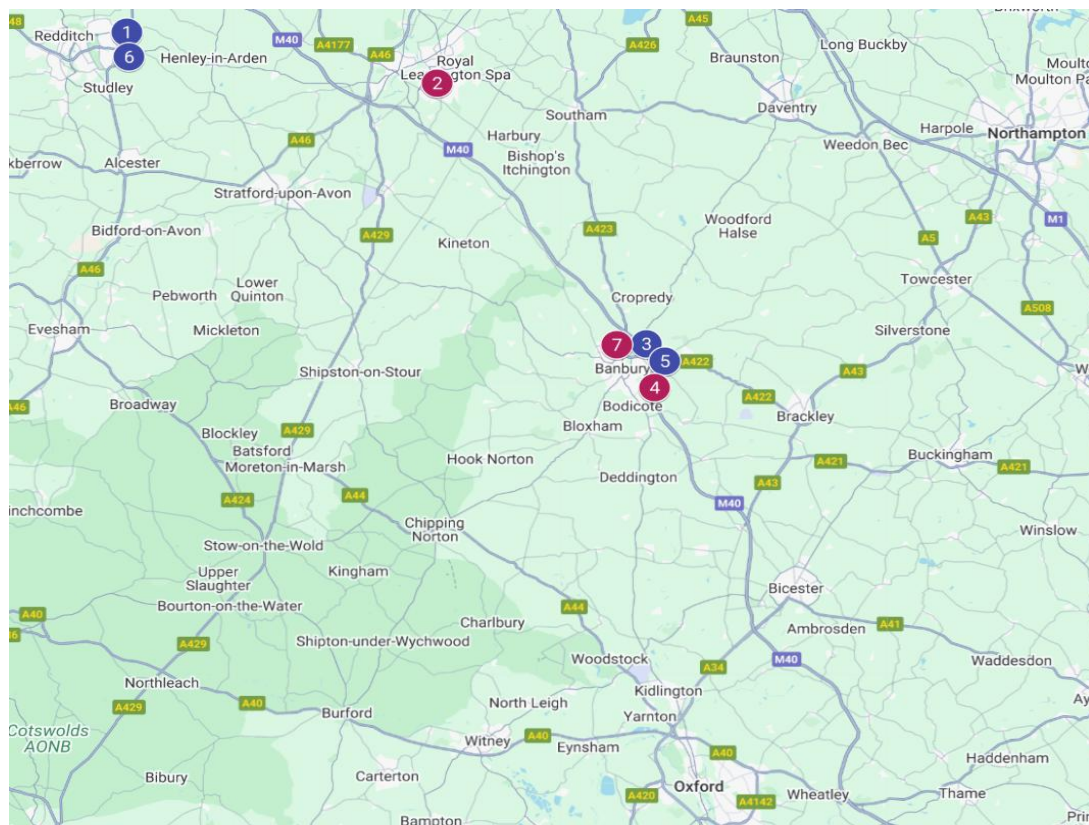 A48
Redditch
1
6
Henley-in-Arden
Studley
M40
A4177
A46
Royal
Leamington Spa
2
A426
A45
Braunston
Long Buckby
Daventry
Southam
Harbury
Bishop's
Itchington
Weedon Bec
Harpole
Northampton
Moulton Pa
M1
A46
Alcester
Stratford-upon-Avon
M40
Bidford-on-Avon
A429
Kineton
A423
Woodford
Halse
A43
A5
Towcester
A46
Lower
Quinton
Pebworth
Mickleton
Evesham
Cropredy
A508
Silverstone
7
3
5
Banbury
A422
4
Shipston-on-Stour
A43
A422
Brackley
A46
Broadway
Bodicote
Bloxham
Blockley
A429
Batsford
Moreton-in-Marsh
Hook Norton
Deddington
A421
Buckingham
A421
A43
A424
A44
M40
Chipping
Norton
Winslow
Stow-on-the-Wold
Upper
Slaughter
Kingham
Bicester
Bourton-on-the-Water
A40
A44
Charlbury
Ambrosden
A41
A429
Shipton-under-Wychwood
Woodstock
A34
M40
Waddesdon
Northleach
Kidlington
A429
A40
Burford
North Leigh
Yarnton
Cotswolds
AONB
Witney
A40
Eynsham
A40
Haddenham
Bibury
Carterton
Oxford
A420
A4142
Wheatley
Thame
Bampton